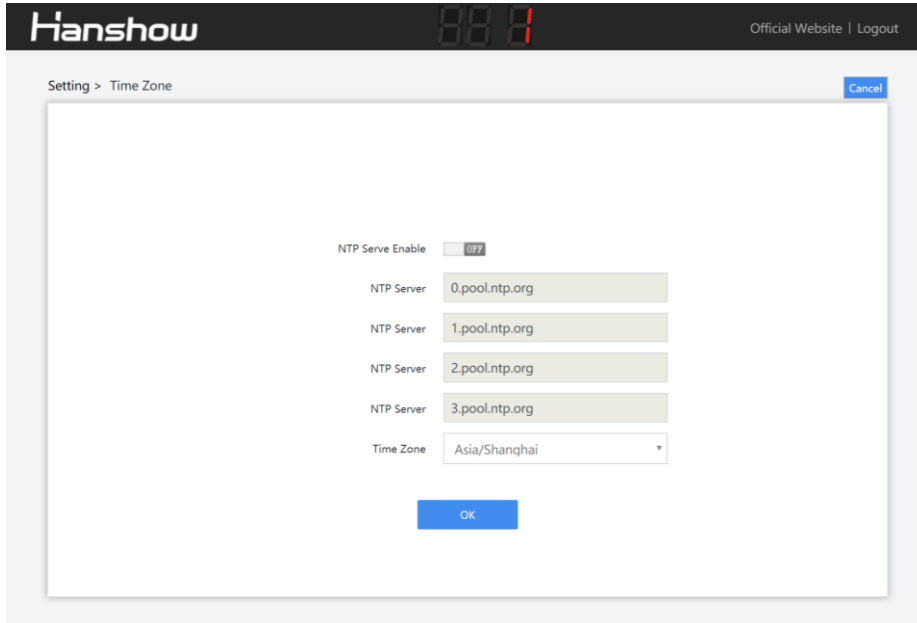 Hanshow
1
Official Website | Logout
Setting > Time Zone
Cancel
NTP Serve Enable
OFF
NTP Server
0.pool.ntp.org
NTP Server
1.pool.ntp.org
NTP Server
2.pool.ntp.org
NTP Server
3.pool.ntp.org
Time Zone
Asia/Shanghai
OK